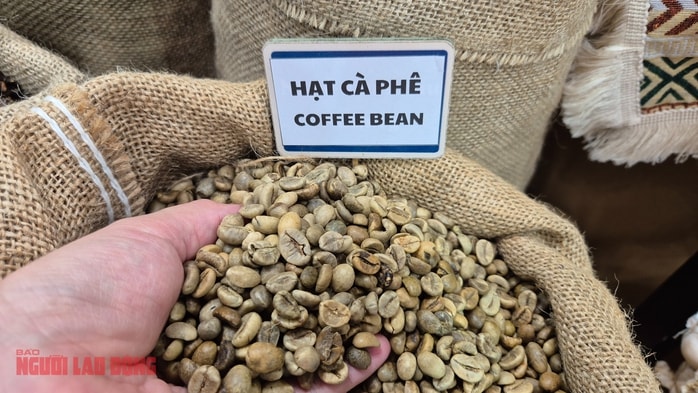 HẠT CÀ PHÊ
COFFEE BEAN
BÁO
NGƯỜI LAO ĐỘNG